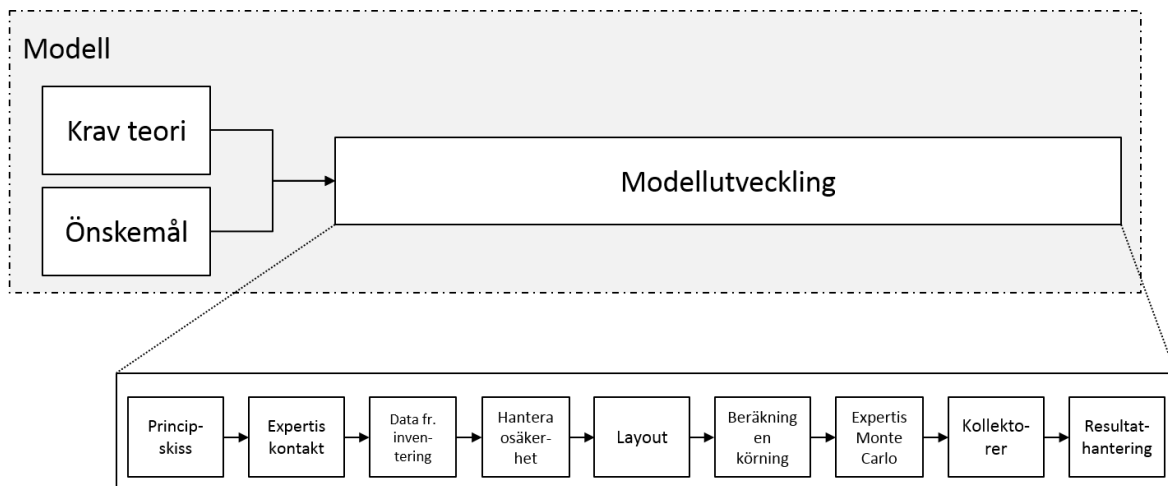 Modell
Krav teori
Önskemål
Modellutveckling
Princip-
skiss
Expertis
kontakt
Data fr.
inven-
tering
Hantera
osäker-
het
Layout
Beräkning
en
körning
Expertis
Monte
Carlo
Kollekto-
rer
Resultat-
hantering